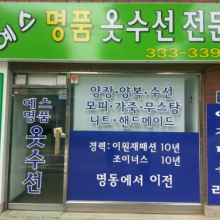 예스 명품 옷수선 전문
333-339
예스
명품
옷수선
양장·양복·수선
모피·가죽·무스탕
니트·핸드메이드
경력 : 이원재패션 10년
조이너스 10년
명동에서 이전